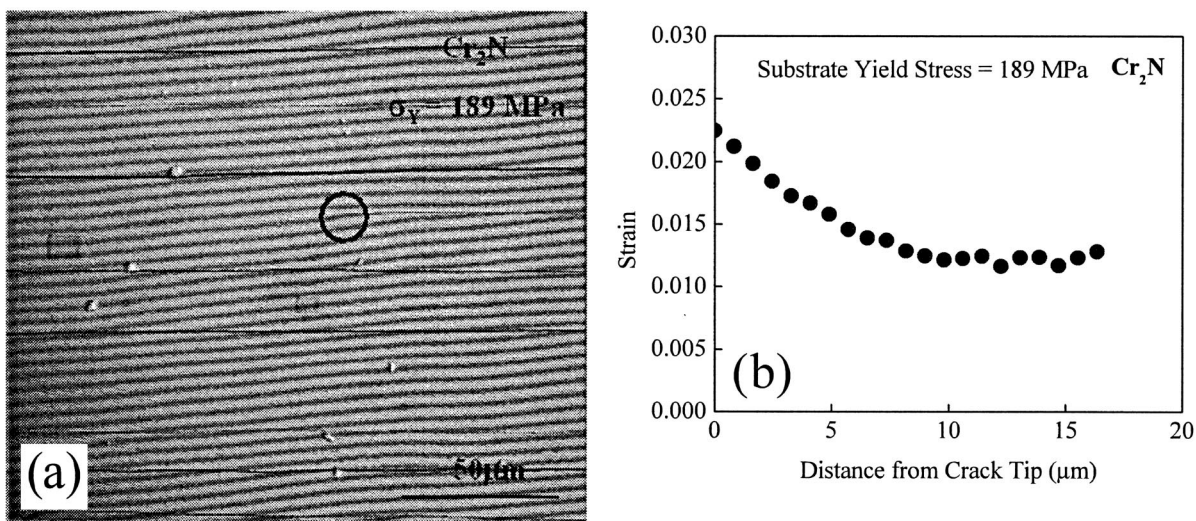 Cr₂N
σ_Y = 189 MPa
(a)
50μm
Substrate Yield Stress = 189 MPa Cr₂N
0.030
0.025
0.020
0.015
0.010
0.005
0.000
Strain
(b)
0 5 10 15 20
Distance from Crack Tip (μm)